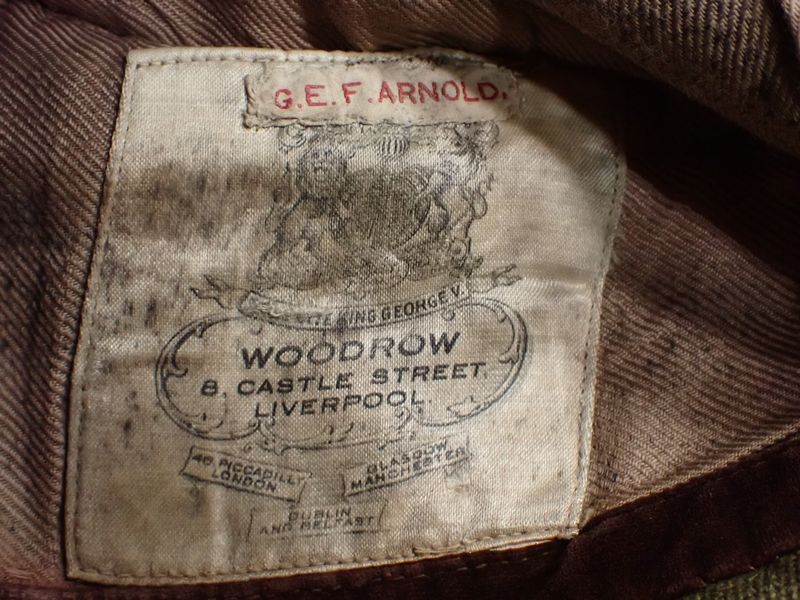 G.E.F. ARNOLD.
KING GEORGE V.
WOODROW
8, CASTLE STREET,
LIVERPOOL.
46 PICCADILLY
LONDON
GLASGOW
MANCHESTER
DUBLIN
AND BELFAST